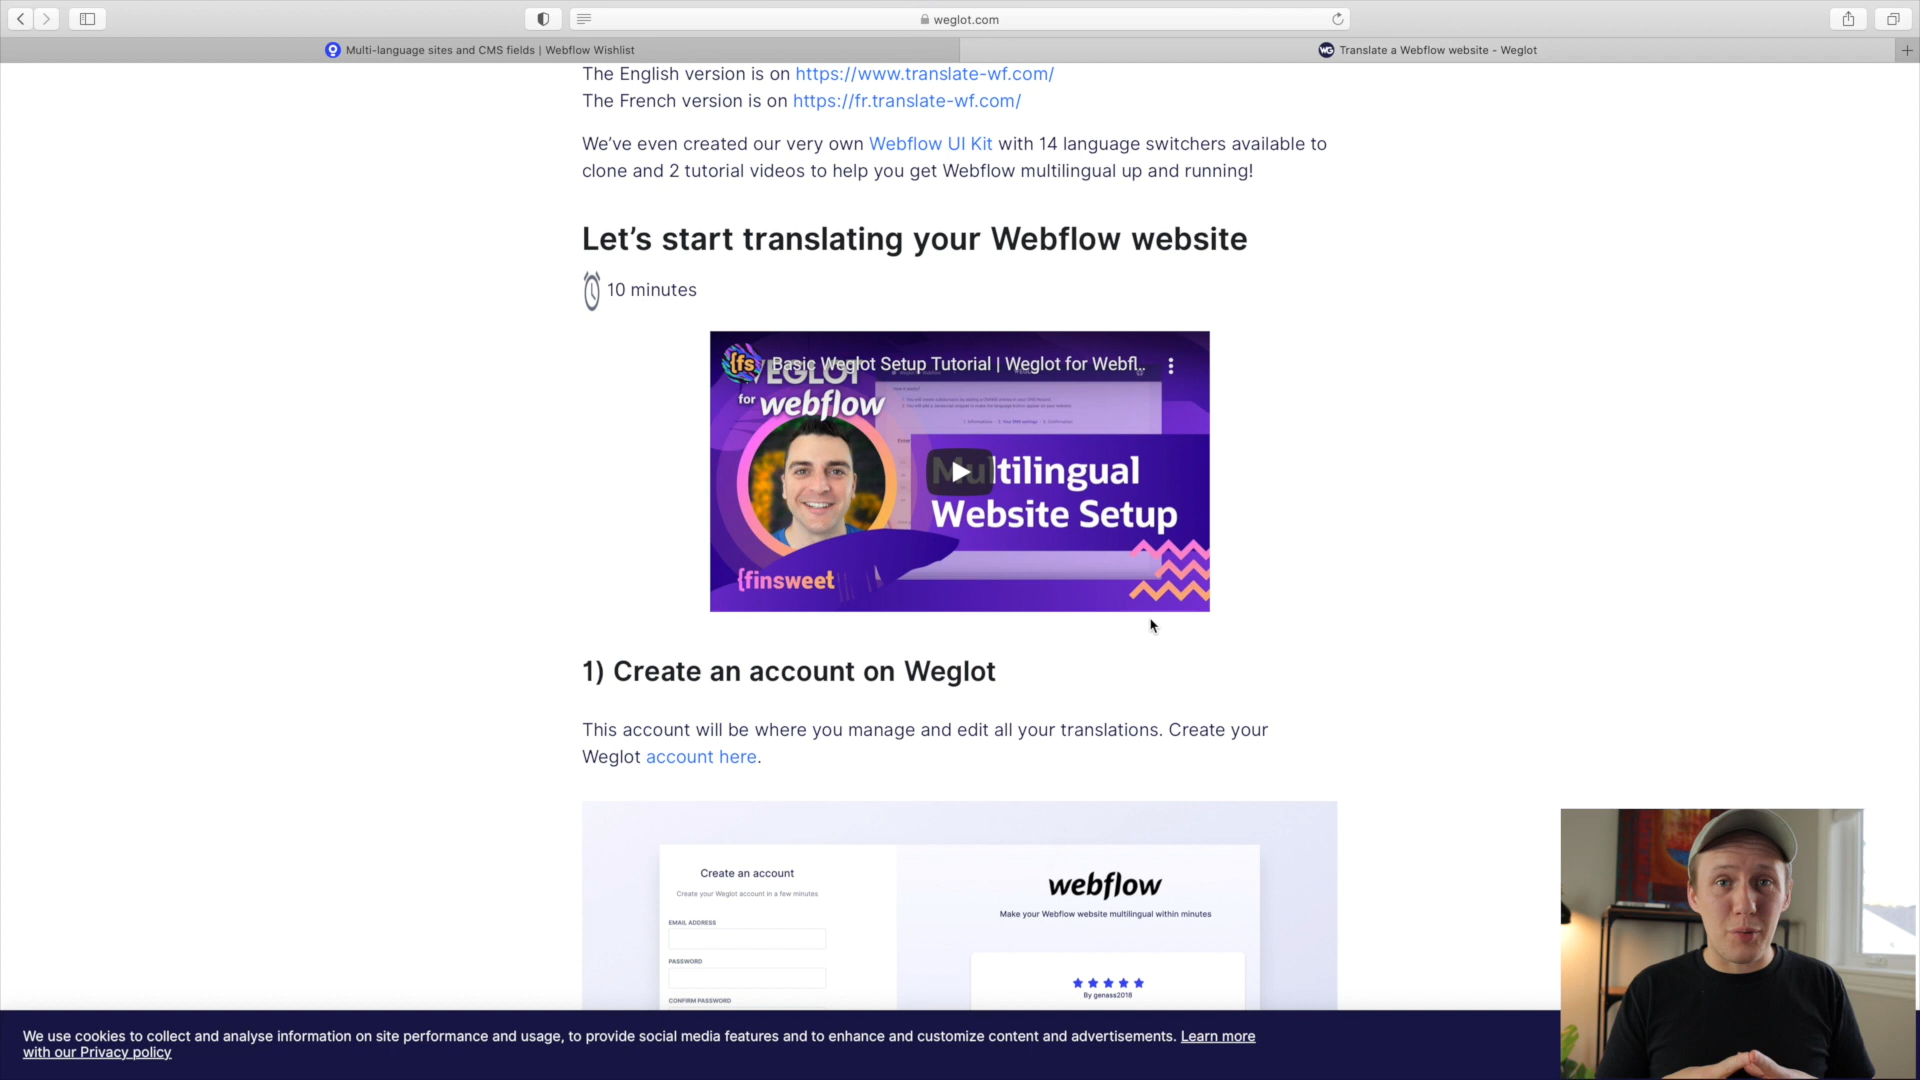 weglot.com
Multi-language sites and CMS fields | Webflow Wishlist
Translate a Webflow website - Weglot
The English version is on https://www.translate-wf.com/
The French version is on https://fr.translate-wf.com/
We’ve even created our very own Webflow UI Kit with 14 language switchers available to
clone and 2 tutorial videos to help you get Webflow multilingual up and running!
Let’s start translating your Webflow website
10 minutes
{fs
Basic Weglot Setup Tutorial | Weglot for Webfl...
for webflow
Multilingual
Website Setup
{finsweet
1) Create an account on Weglot
This account will be where you manage and edit all your translations. Create your
Weglot account here.
Create an account
Create your Weglot account in a few minutes
EMAIL ADDRESS
PASSWORD
CONFIRM PASSWORD
webflow
Make your Webflow website multilingual within minutes
By genass2018
We use cookies to collect and analyse information on site performance and usage, to provide social media features and to enhance and customize content and advertisements. Learn more
with our Privacy policy